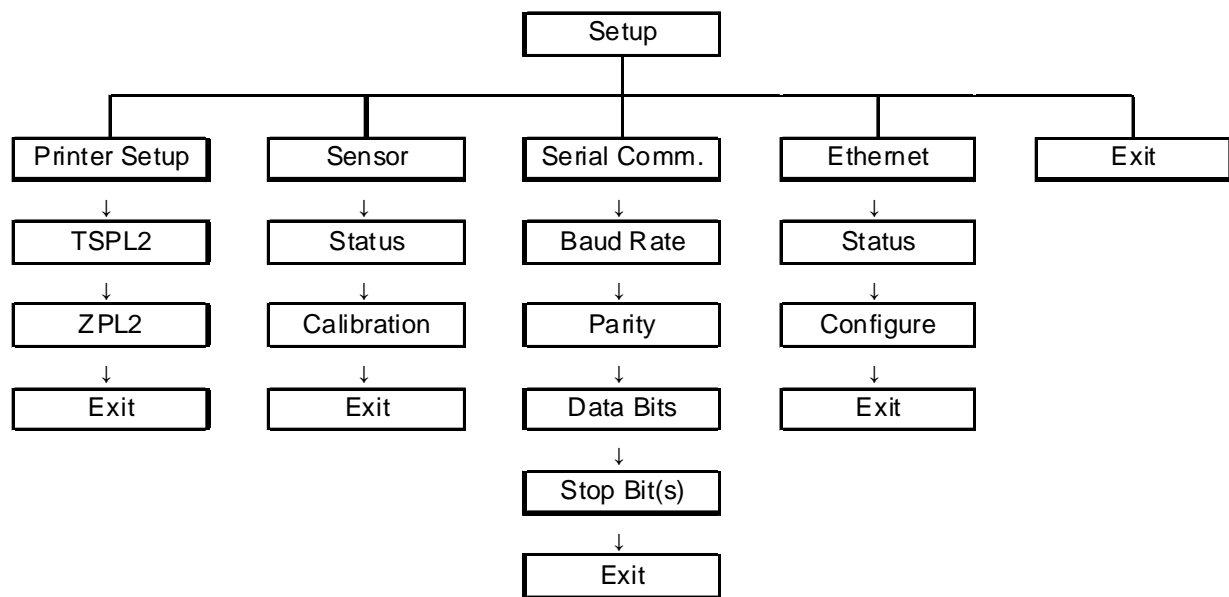 Setup
Printer Setup
Sensor
Serial Comm.
Ethernet
Exit
↓
↓
↓
↓
TSPL2
Status
Baud Rate
Status
↓
↓
↓
↓
ZPL2
Calibration
Parity
Configure
↓
↓
↓
↓
Exit
Exit
Data Bits
Exit
↓
Stop Bit(s)
↓
Exit